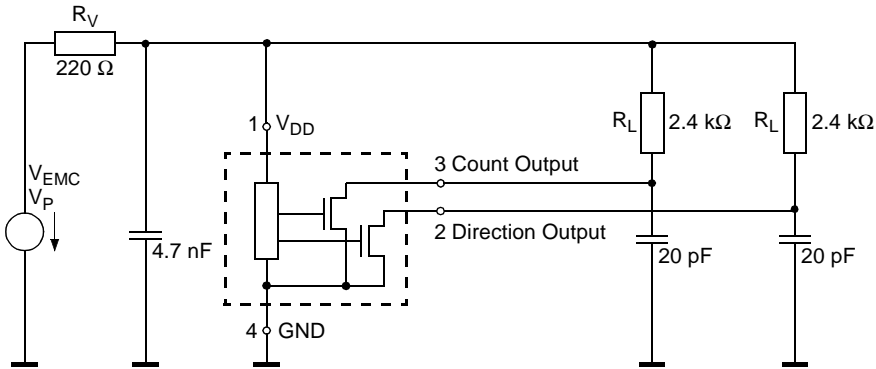 R_V
220 Ω
1 V_DD
R_L 2.4 kΩ R_L 2.4 kΩ
3 Count Output
V_EMC
V_P
2 Direction Output
4.7 nF
20 pF 20 pF
4 GND